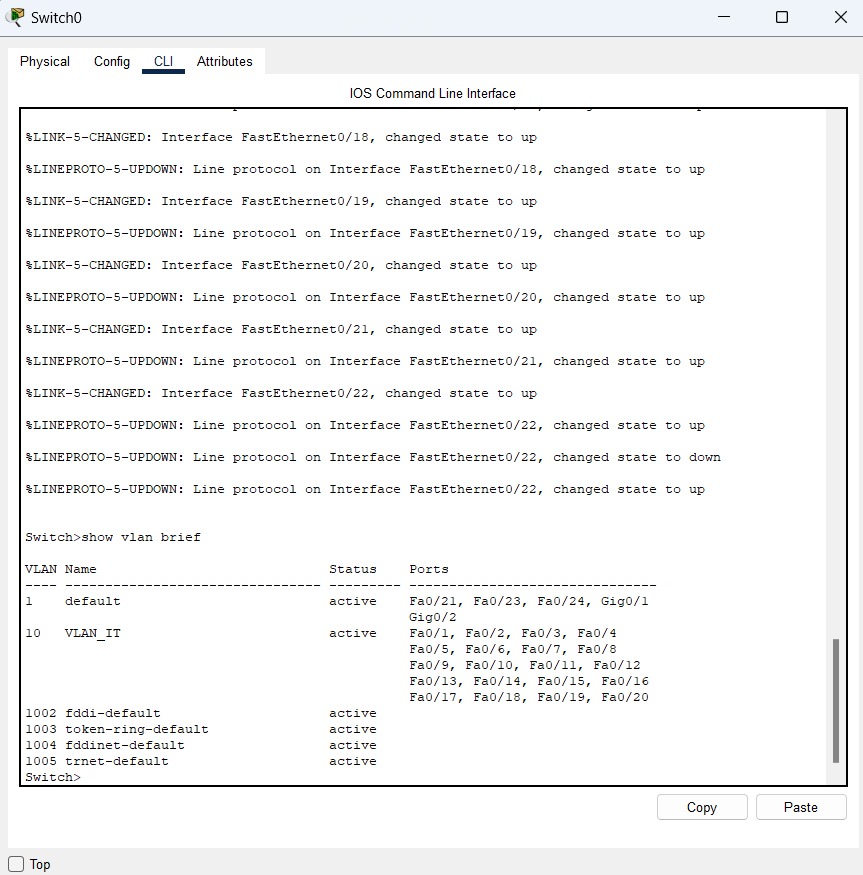 Switch0
Physical Config CLI Attributes
IOS Command Line Interface
%LINK-5-CHANGED: Interface FastEthernet0/18, changed state to up
%LINEPROTO-5-UPDOWN: Line protocol on Interface FastEthernet0/18, changed state to up
%LINK-5-CHANGED: Interface FastEthernet0/19, changed state to up
%LINEPROTO-5-UPDOWN: Line protocol on Interface FastEthernet0/19, changed state to up
%LINK-5-CHANGED: Interface FastEthernet0/20, changed state to up
%LINEPROTO-5-UPDOWN: Line protocol on Interface FastEthernet0/20, changed state to up
%LINK-5-CHANGED: Interface FastEthernet0/21, changed state to up
%LINEPROTO-5-UPDOWN: Line protocol on Interface FastEthernet0/21, changed state to up
%LINK-5-CHANGED: Interface FastEthernet0/22, changed state to up
%LINEPROTO-5-UPDOWN: Line protocol on Interface FastEthernet0/22, changed state to up
%LINEPROTO-5-UPDOWN: Line protocol on Interface FastEthernet0/22, changed state to down
%LINEPROTO-5-UPDOWN: Line protocol on Interface FastEthernet0/22, changed state to up
Switch>show vlan brief
VLAN Name                             Status    Ports
---- -------------------------------- --------- -------------------------------
1    default                          active    Fa0/21, Fa0/23, Fa0/24, Gig0/1
                                                Gig0/2
10   VLAN_IT                          active    Fa0/1, Fa0/2, Fa0/3, Fa0/4
                                                Fa0/5, Fa0/6, Fa0/7, Fa0/8
                                                Fa0/9, Fa0/10, Fa0/11, Fa0/12
                                                Fa0/13, Fa0/14, Fa0/15, Fa0/16
                                                Fa0/17, Fa0/18, Fa0/19, Fa0/20
1002 fddi-default                     active
1003 token-ring-default               active
1004 fddinet-default                  active
1005 trnet-default                    active
Switch>
Copy Paste
Top